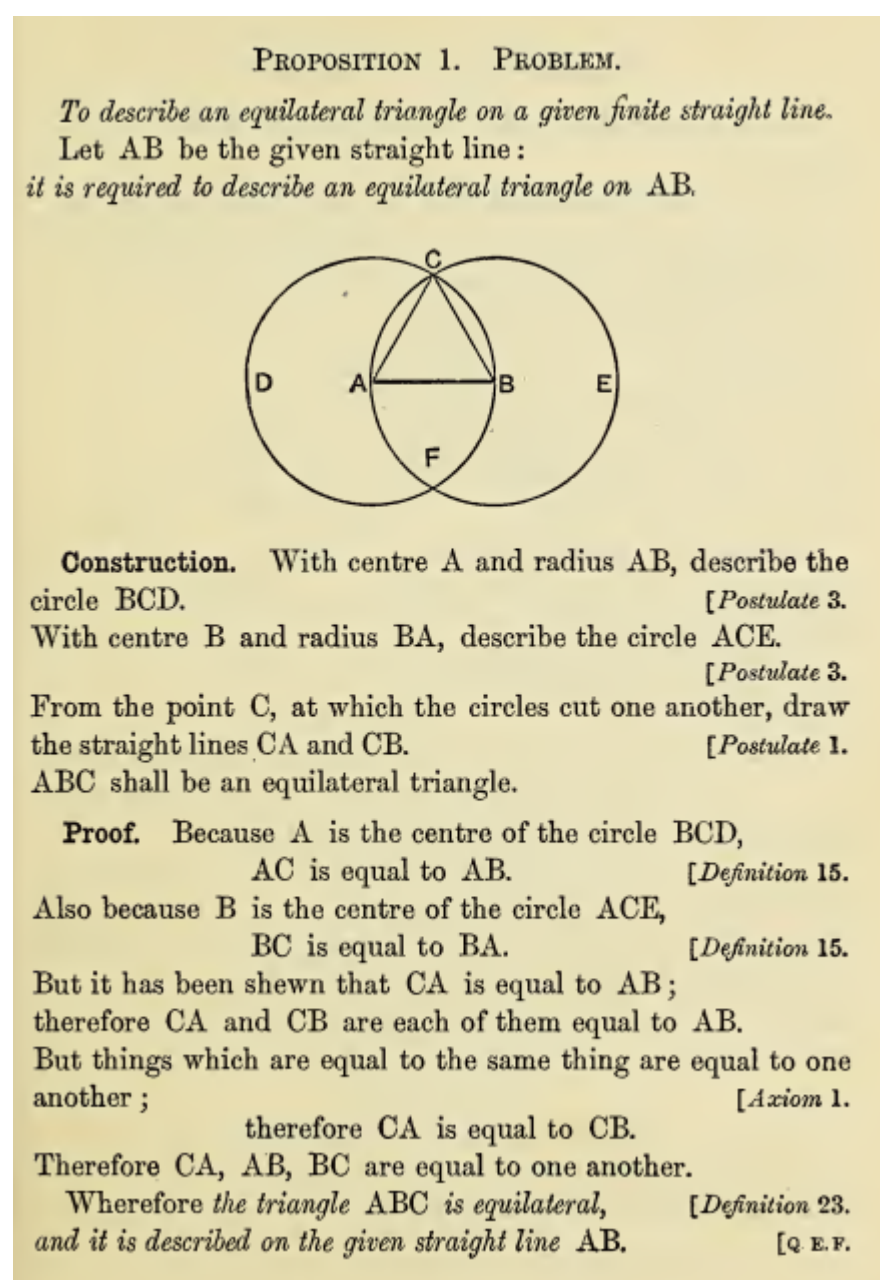 PROPOSITION 1. PROBLEM.
To describe an equilateral triangle on a given finite straight line.
Let AB be the given straight line :
it is required to describe an equilateral triangle on AB.
C
D A B E
F
Construction. With centre A and radius AB, describe the
circle BCD. [Postulate 3.
With centre B and radius BA, describe the circle ACE.
[Postulate 3.
From the point C, at which the circles cut one another, draw
the straight lines CA and CB. [Postulate 1.
ABC shall be an equilateral triangle.
Proof. Because A is the centre of the circle BCD,
AC is equal to AB. [Definition 15.
Also because B is the centre of the circle ACE,
BC is equal to BA. [Definition 15.
But it has been shewn that CA is equal to AB ;
therefore CA and CB are each of them equal to AB.
But things which are equal to the same thing are equal to one
another ; [Axiom 1.
therefore CA is equal to CB.
Therefore CA, AB, BC are equal to one another.
Wherefore the triangle ABC is equilateral, [Definition 23.
and it is described on the given straight line AB. [Q. E. F.